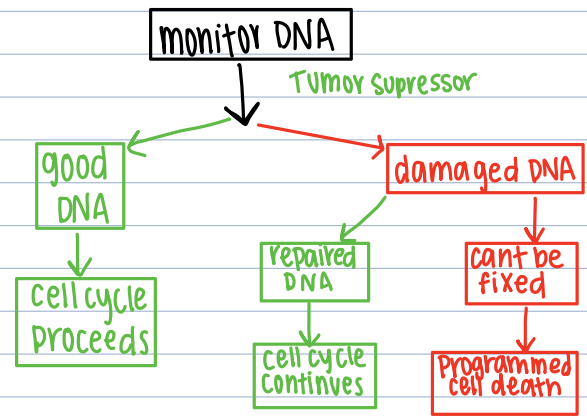 monitor DNA
Tumor Supressor
good
DNA
damaged DNA
repaired
DNA
cant be
fixed
cell cycle
proceeds
cell cycle
continues
programmed
cell death